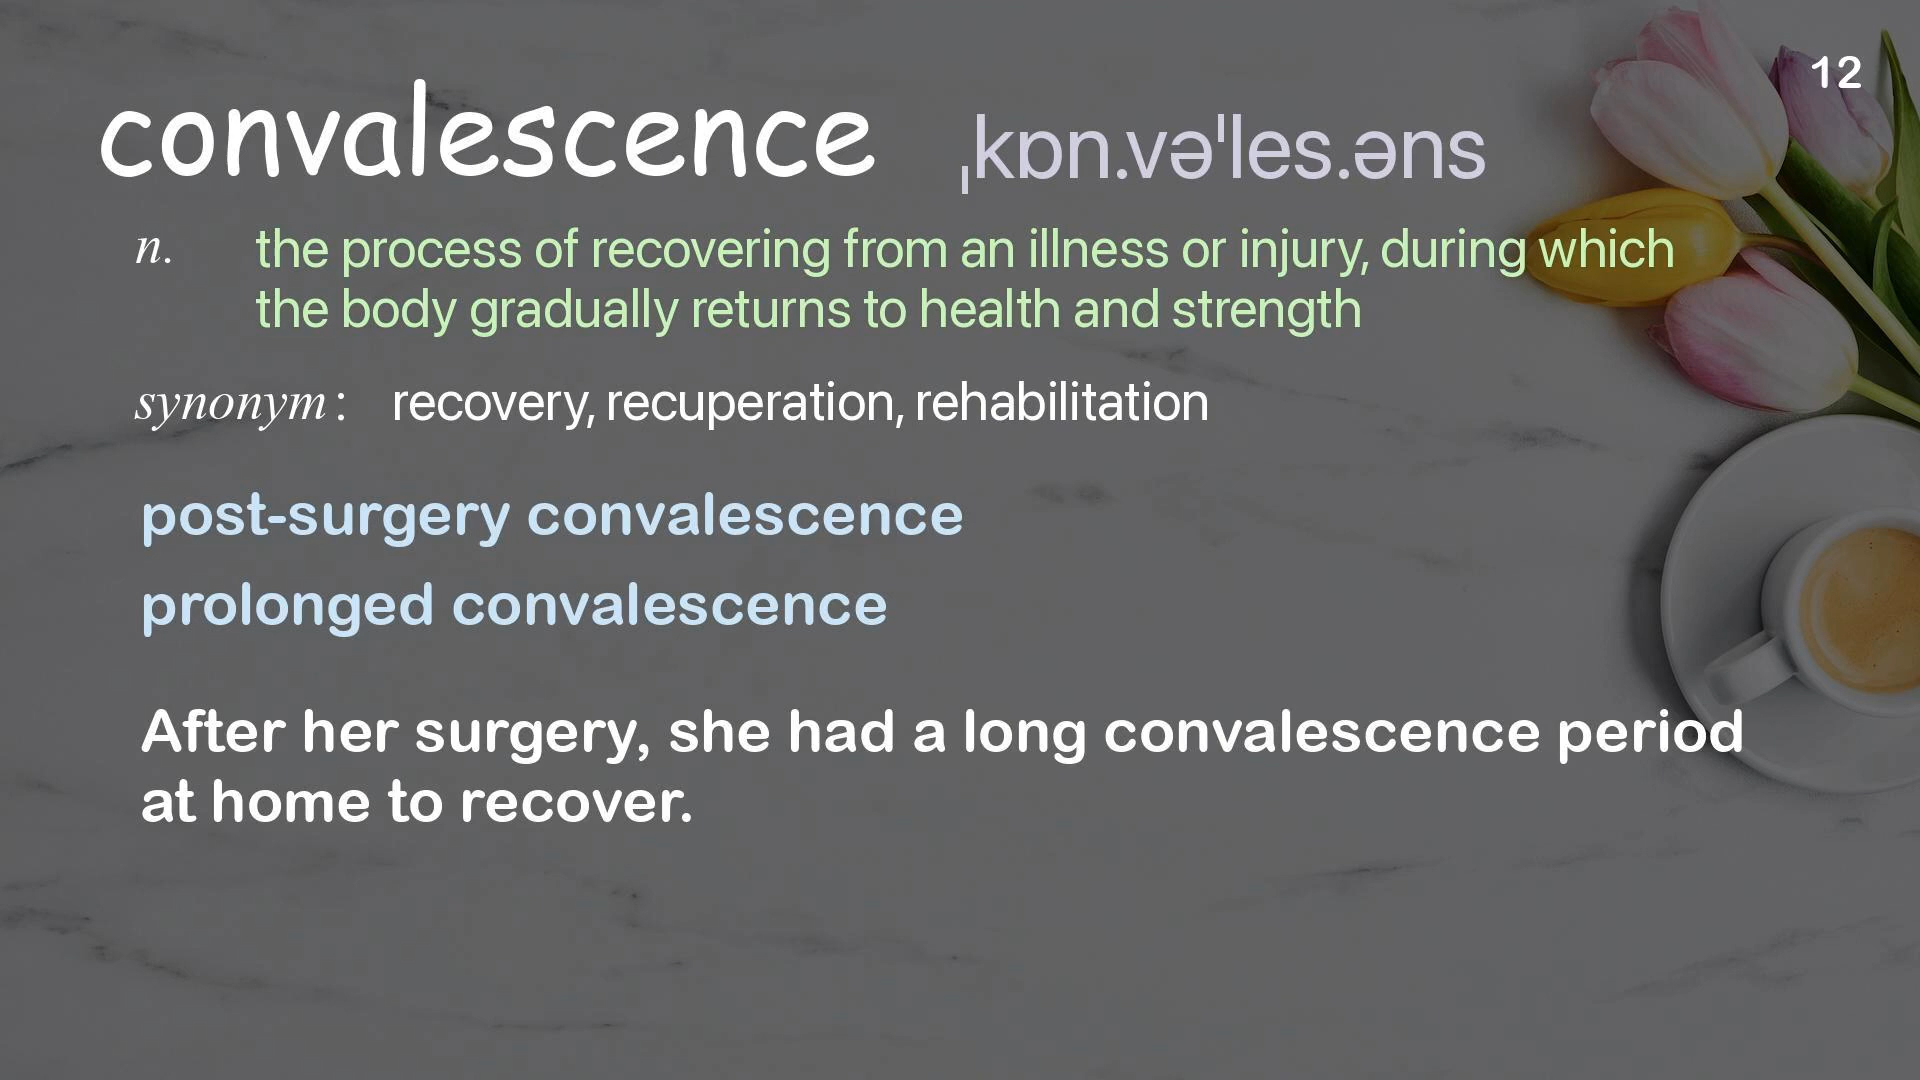 12
convalescence ˌkɒn.vəˈles.əns
n. the process of recovering from an illness or injury, during which
the body gradually returns to health and strength
synonym: recovery, recuperation, rehabilitation
post-surgery convalescence
prolonged convalescence
After her surgery, she had a long convalescence period
at home to recover.